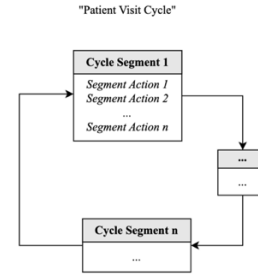 "Patient Visit Cycle"
Cycle Segment 1
Segment Action 1
Segment Action 2
...
Segment Action n
...
...
Cycle Segment n
...